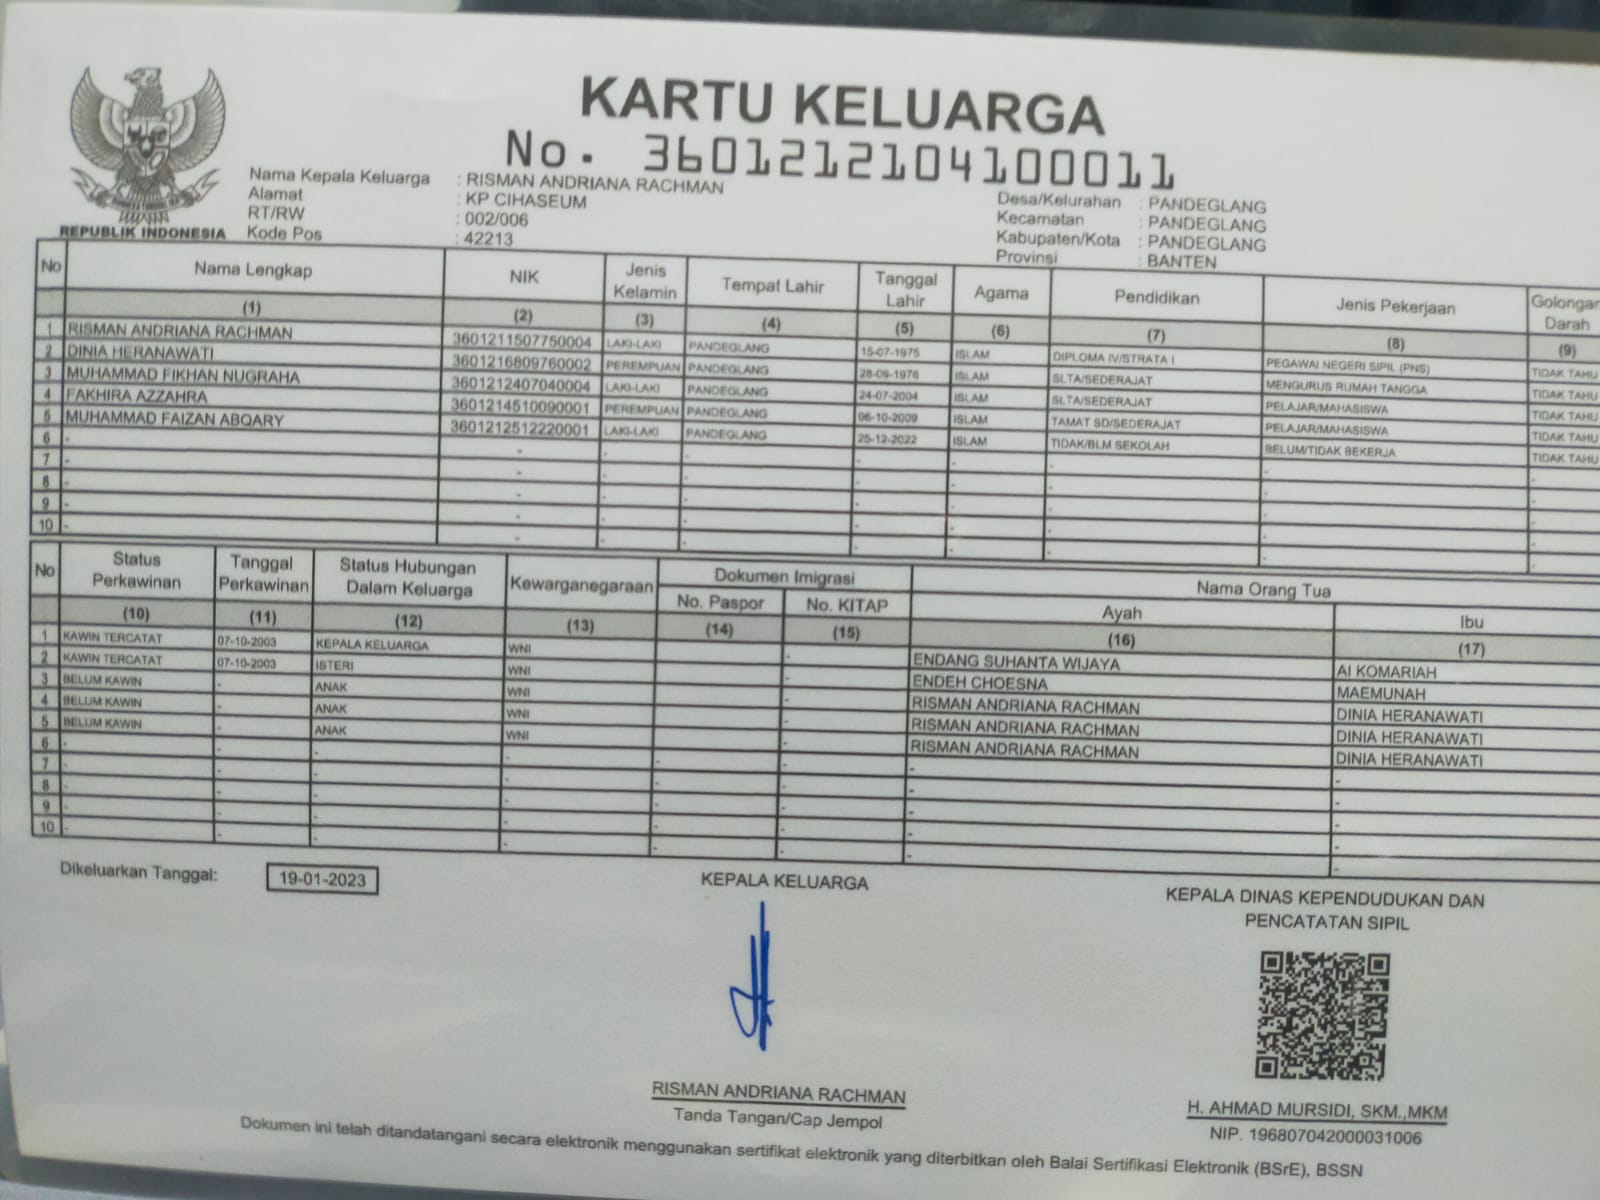 KARTU KELUARGA
No. 3601212104100011
REPUBLIK INDONESIA
Nama Kepala Keluarga : RISMAN ANDRIANA RACHMAN
Alamat : KP CIHASEUM
RT/RW : 002/006
Kode Pos : 42213
Desa/Kelurahan : PANDEGLANG
Kecamatan : PANDEGLANG
Kabupaten/Kota : PANDEGLANG
Provinsi : BANTEN
No Nama Lengkap NIK Jenis Kelamin Tempat Lahir Tanggal Lahir Agama Pendidikan Jenis Pekerjaan Golongan Darah
(1) (2) (3) (4) (5) (6) (7) (8) (9)
1 RISMAN ANDRIANA RACHMAN 3601211507750004 LAKI-LAKI PANDEGLANG 15-07-1975 ISLAM DIPLOMA IV/STRATA I PEGAWAI NEGERI SIPIL (PNS) TIDAK TAHU
2 DINIA HERANAWATI 3601216809760002 PEREMPUAN PANDEGLANG 28-09-1976 ISLAM SLTA/SEDERAJAT MENGURUS RUMAH TANGGA TIDAK TAHU
3 MUHAMMAD FIKHAN NUGRAHA 3601212407040004 LAKI-LAKI PANDEGLANG 24-07-2004 ISLAM SLTA/SEDERAJAT PELAJAR/MAHASISWA TIDAK TAHU
4 FAKHIRA AZZAHRA 3601214510090001 PEREMPUAN PANDEGLANG 06-10-2009 ISLAM TAMAT SD/SEDERAJAT PELAJAR/MAHASISWA TIDAK TAHU
5 MUHAMMAD FAIZAN ABQARY 3601212512220001 LAKI-LAKI PANDEGLANG 25-12-2022 ISLAM TIDAK/BLM SEKOLAH BELUM/TIDAK BEKERJA TIDAK TAHU
6 - - - - - - - - -
7 - - - - - - - - -
8 - - - - - - - - -
9 - - - - - - - - -
10 - - - - - - - - -
No Status Perkawinan Tanggal Perkawinan Status Hubungan Dalam Keluarga Kewarganegaraan Dokumen Imigrasi Nama Orang Tua
No. Paspor No. KITAP Ayah Ibu
(10) (11) (12) (13) (14) (15) (16) (17)
1 KAWIN TERCATAT 07-10-2003 KEPALA KELUARGA WNI - ENDANG SUHANTA WIJAYA AI KOMARIAH
2 KAWIN TERCATAT 07-10-2003 ISTERI WNI - ENDEH CHOESNA MAEMUNAH
3 BELUM KAWIN - ANAK WNI - RISMAN ANDRIANA RACHMAN DINIA HERANAWATI
4 BELUM KAWIN - ANAK WNI - RISMAN ANDRIANA RACHMAN DINIA HERANAWATI
5 BELUM KAWIN - ANAK WNI - RISMAN ANDRIANA RACHMAN DINIA HERANAWATI
6 - - - - - - - -
7 - - - - - - - -
8 - - - - - - - -
9 - - - - - - - -
10 - - - - - - - -
Dikeluarkan Tanggal: 19-01-2023
KEPALA KELUARGA
RISMAN ANDRIANA RACHMAN
Tanda Tangan/Cap Jempol
KEPALA DINAS KEPENDUDUKAN DAN
PENCATATAN SIPIL
H. AHMAD MURSIDI, SKM.,MKM
NIP. 196807042000031006
Dokumen ini telah ditandatangani secara elektronik menggunakan sertifikat elektronik yang diterbitkan oleh Balai Sertifikasi Elektronik (BSrE), BSSN